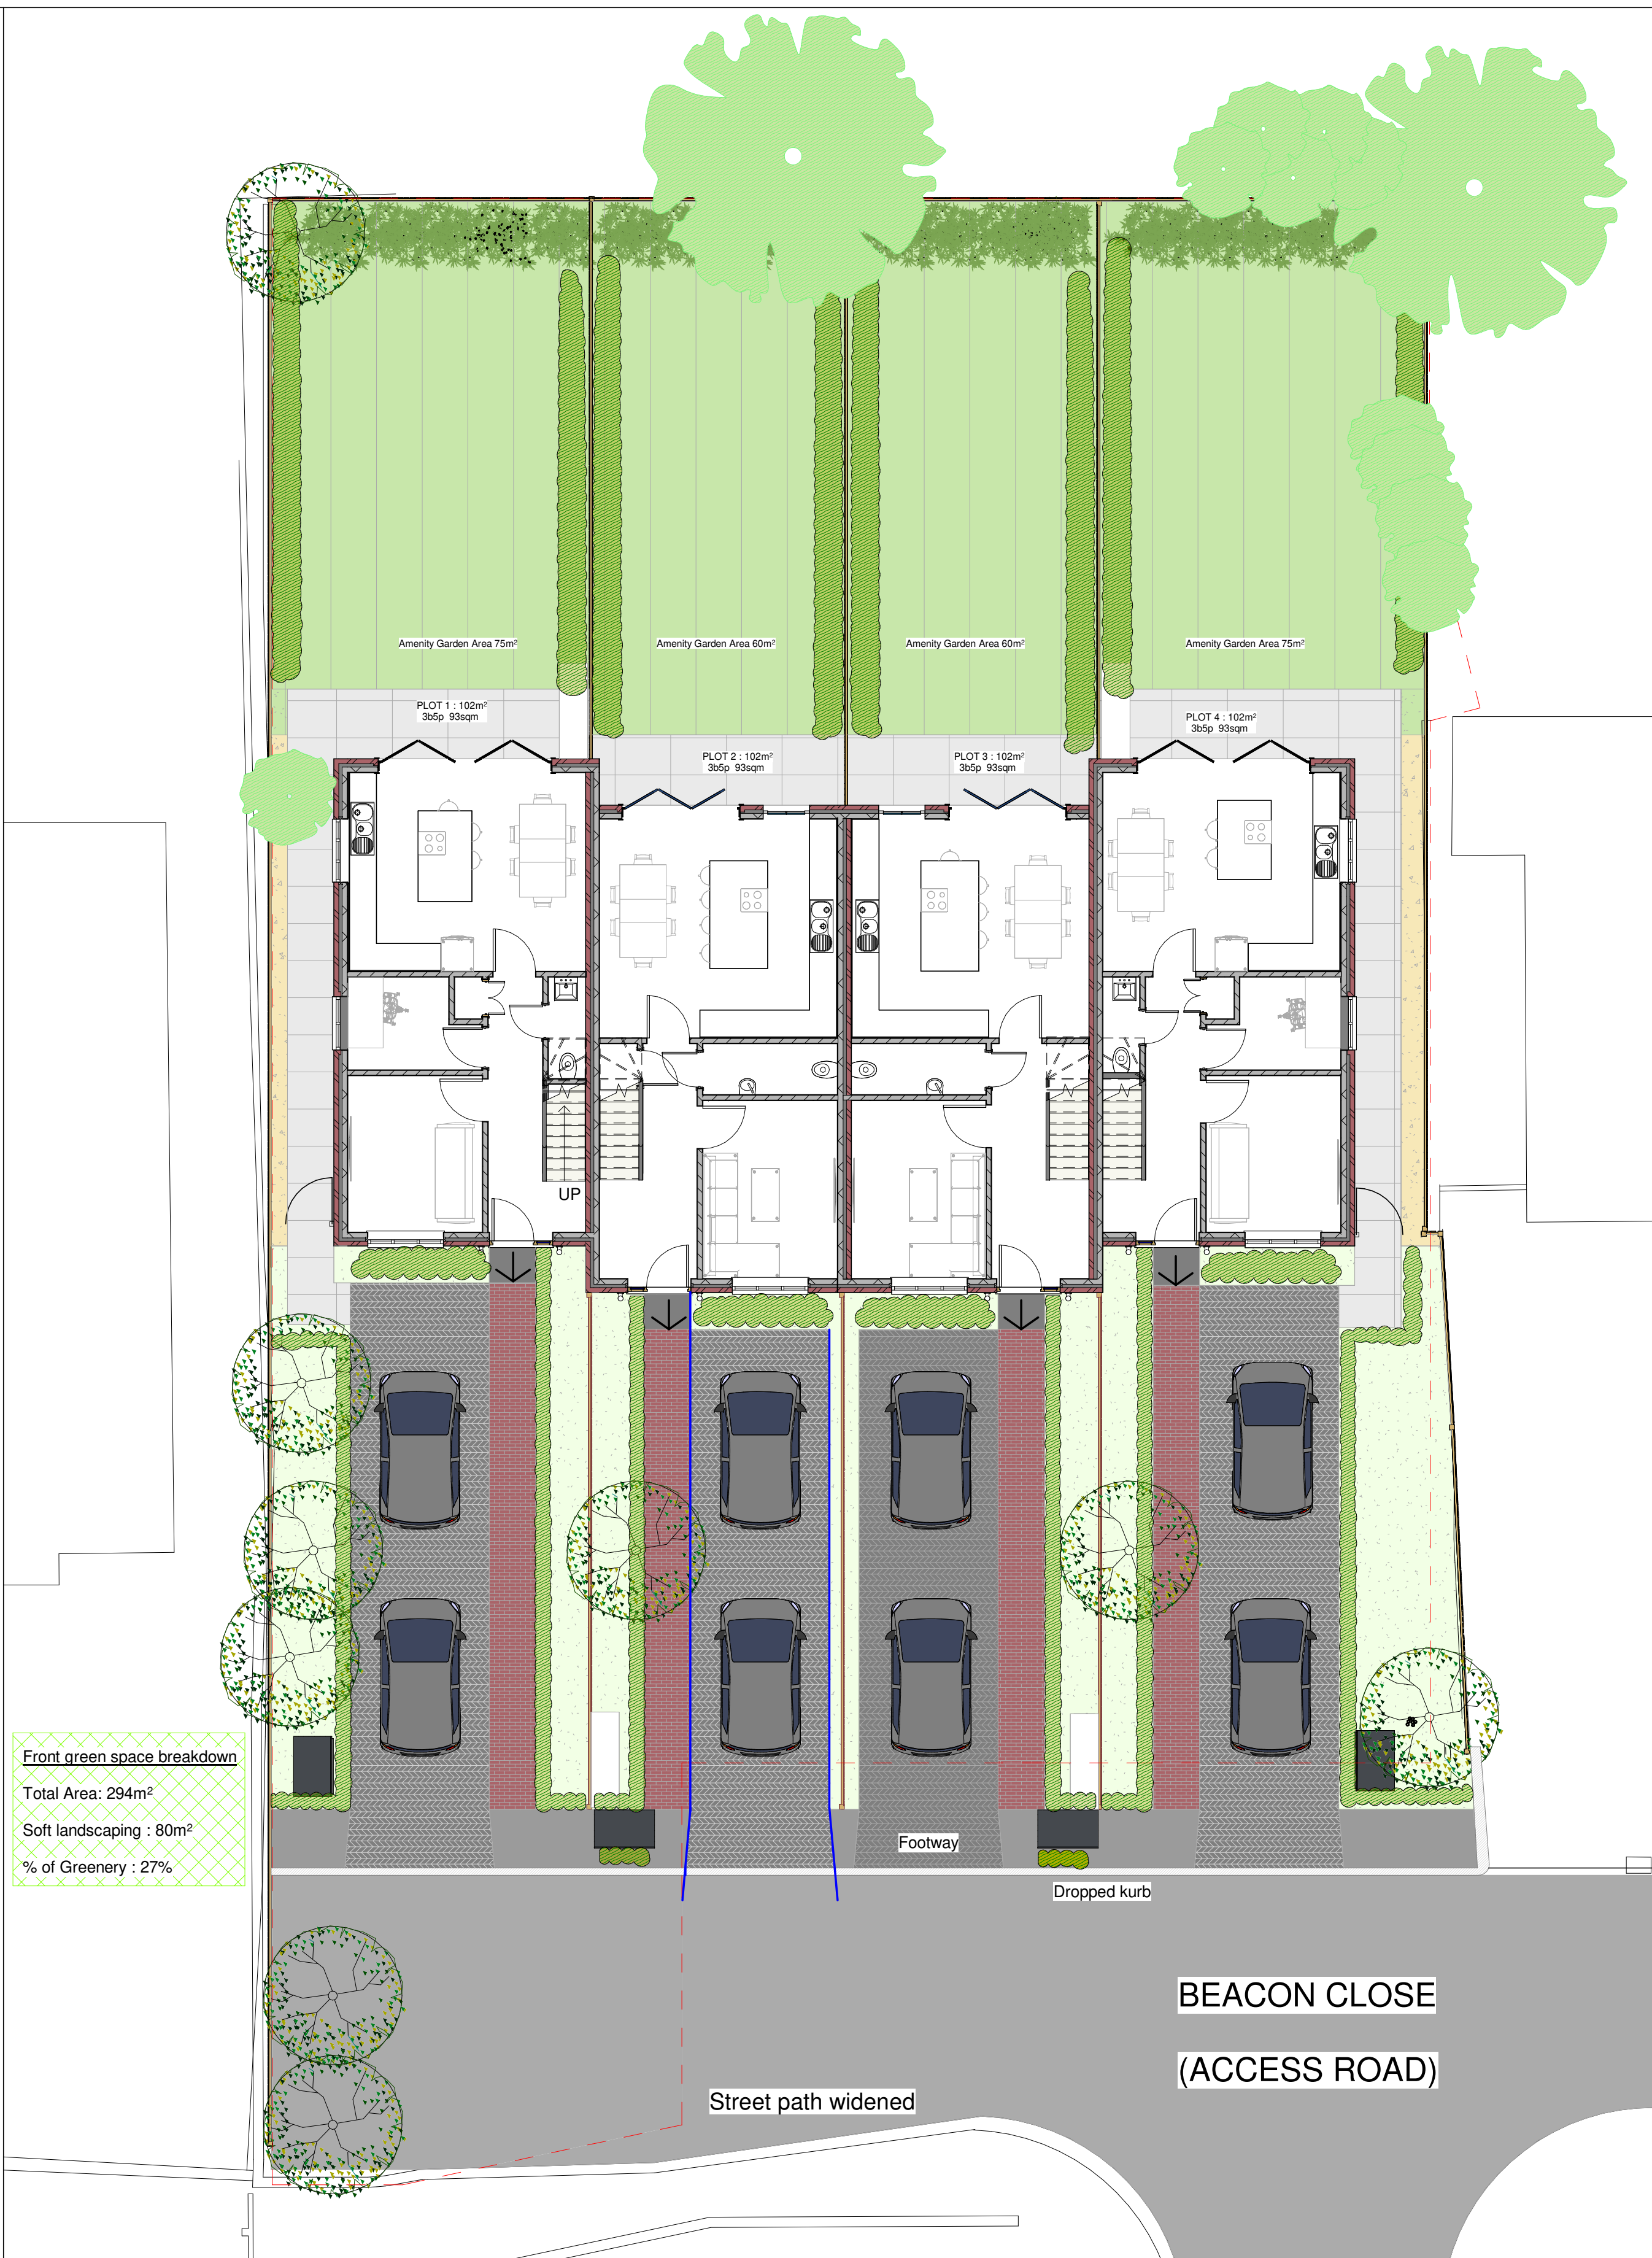 Amenity Garden Area 75m²
Amenity Garden Area 60m²
Amenity Garden Area 60m²
Amenity Garden Area 75m²
PLOT 1 : 102m²
3b5p 93sqm
PLOT 2 : 102m²
3b5p 93sqm
PLOT 3 : 102m²
3b5p 93sqm
PLOT 4 : 102m²
3b5p 93sqm
UP
Front green space breakdown
Total Area: 294m²
Soft landscaping : 80m²
% of Greenery : 27%
Footway
Dropped kurb
BEACON CLOSE
(ACCESS ROAD)
Street path widened